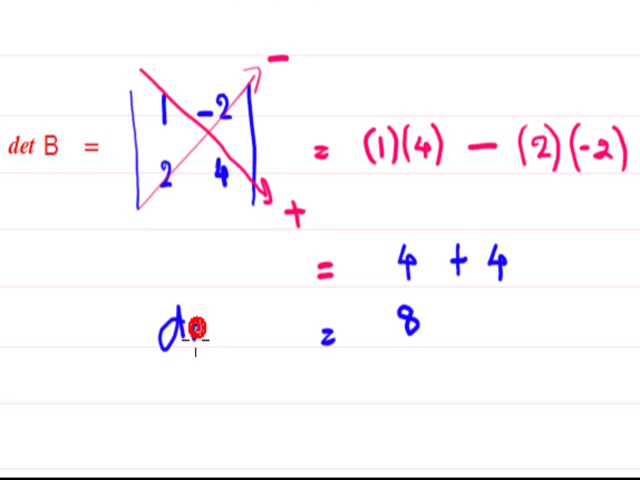 −
1 −2
det B = = (1)(4) − (2)(-2)
2 4
+
= 4 + 4
= 8